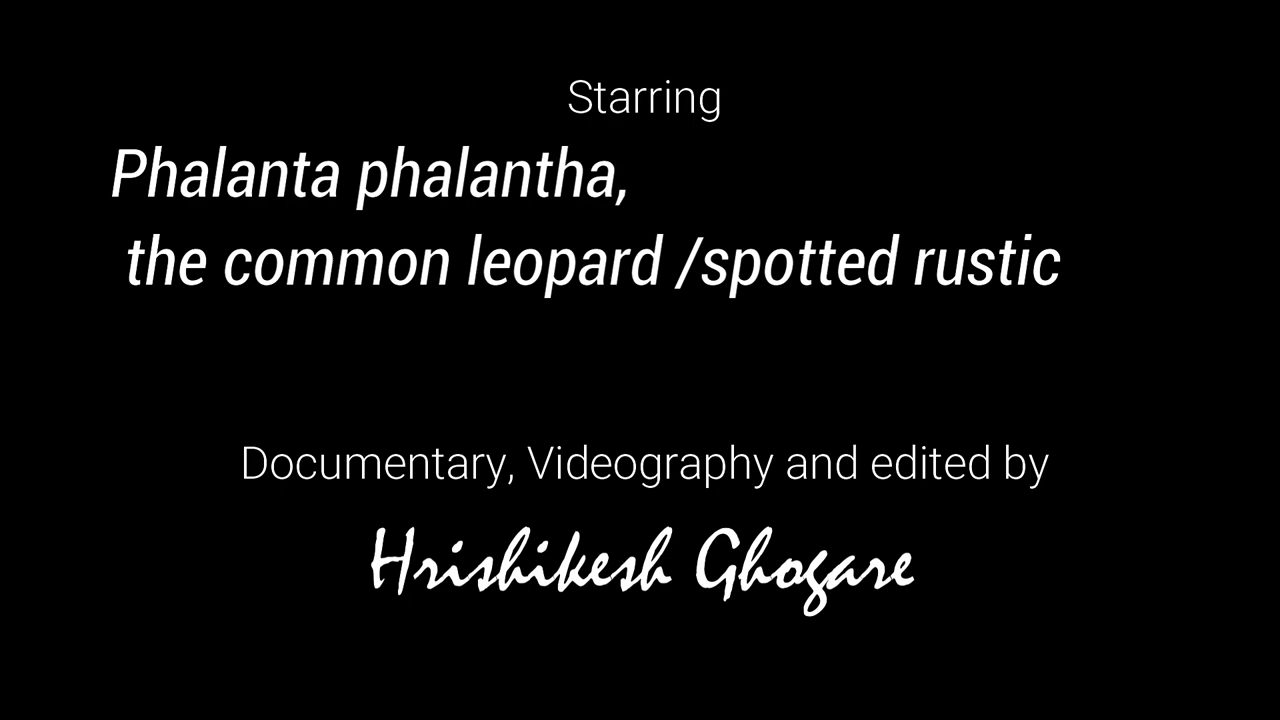 Starring
Phalanta phalantha,
the common leopard /spotted rustic
Documentary, Videography and edited by
Hrishikesh Ghogare